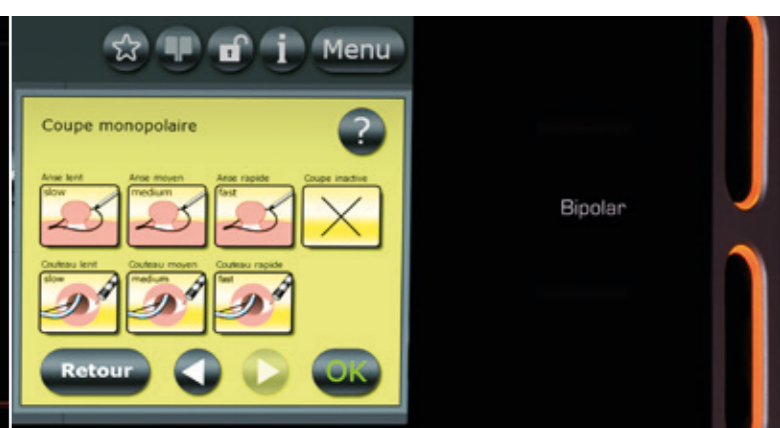 i Menu
Coupe monopolaire
?
Anse lent Anse moyen Anse rapide Coupe inactive
slow medium fast
Couteau lent Couteau moyen Couteau rapide
slow medium fast
Retour OK
Bipolar